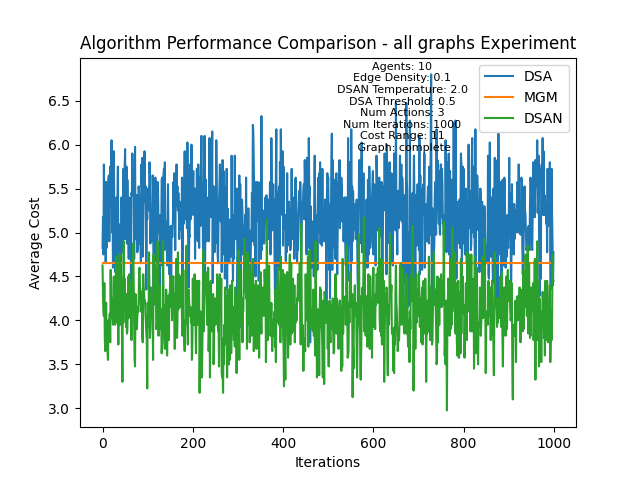 Algorithm Performance Comparison - all graphs Experiment
Agents: 10
Edge Density: 0.1
DSAN Temperature: 2.0
DSA Threshold: 0.5
Num Actions: 3
Num Iterations: 1000
Cost Range: 11
Graph: complete
DSA
MGM
DSAN
Average Cost
6.5
6.0
5.5
5.0
4.5
4.0
3.5
3.0
0 200 400 600 800 1000
Iterations